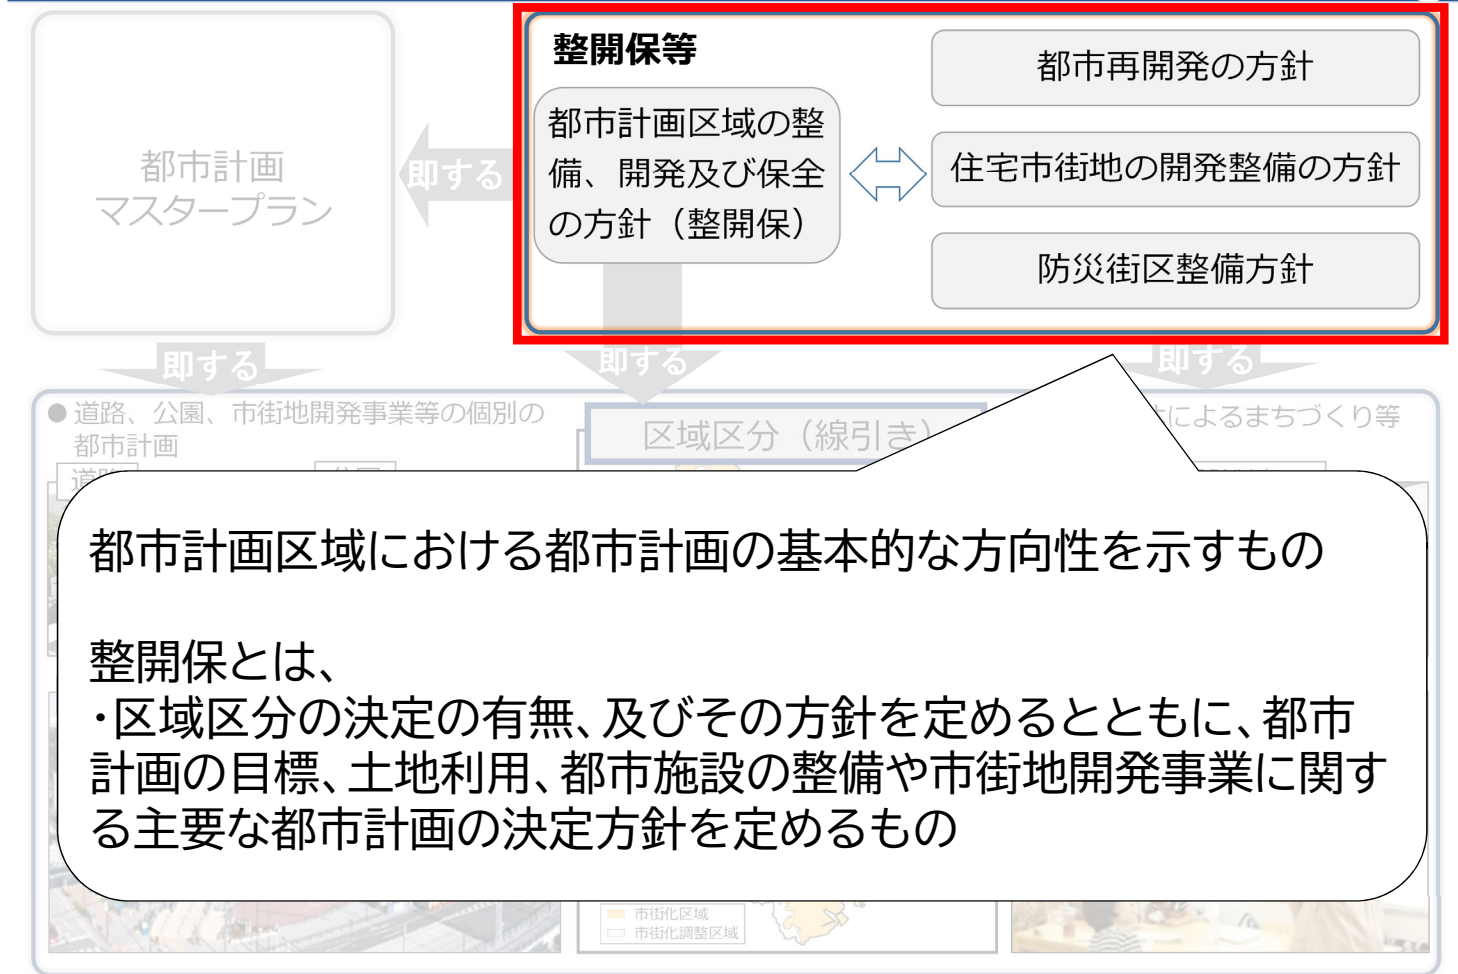 整開保等
都市計画区域の整
備、開発及び保全
の方針（整開保）
都市再開発の方針
住宅市街地の開発整備の方針
防災街区整備方針
都市計画
マスタープラン
即する
即する
即する
即する
● 道路、公園、市街地開発事業等の個別の
都市計画
区域区分（線引き）
によるまちづくり等
都市計画区域における都市計画の基本的な方向性を示すもの
整開保とは、
・区域区分の決定の有無、及びその方針を定めるとともに、都市
計画の目標、土地利用、都市施設の整備や市街地開発事業に関す
る主要な都市計画の決定方針を定めるもの
市街化区域
市街化調整区域